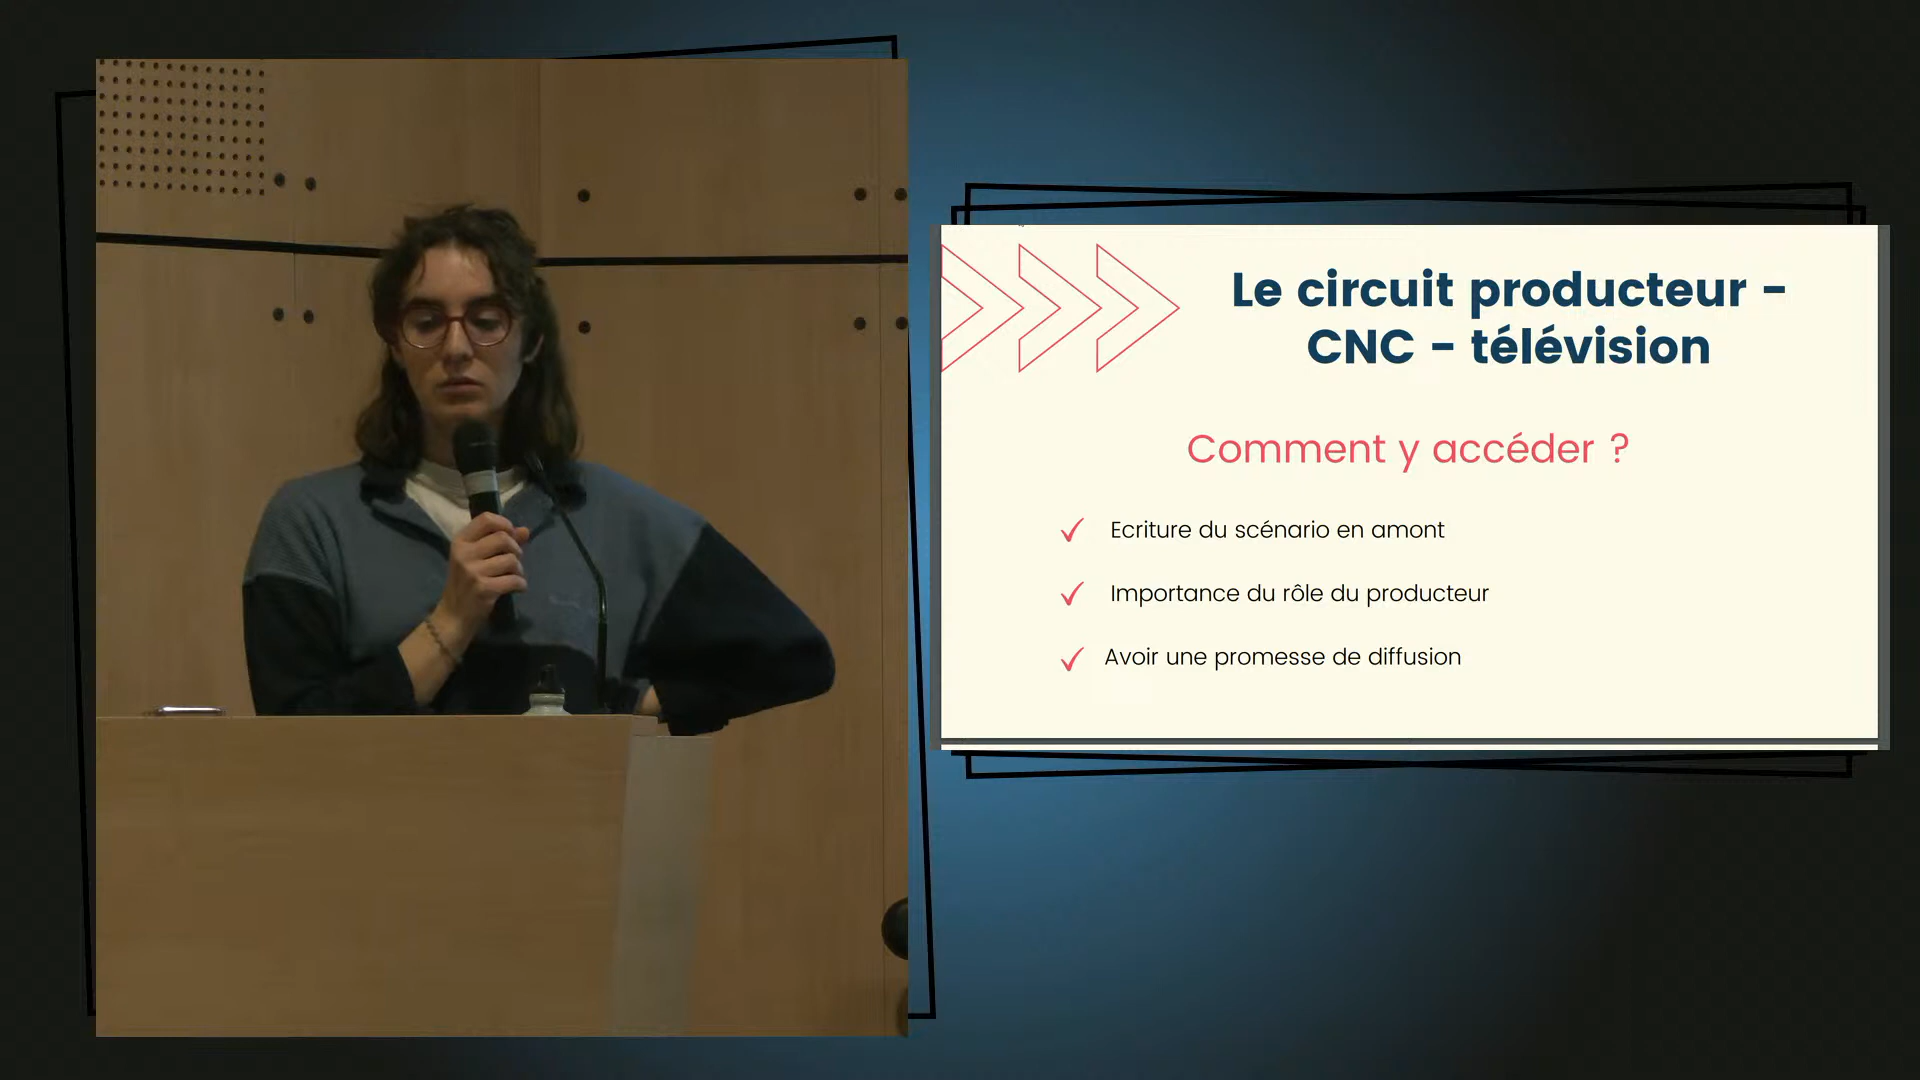 Le circuit producteur -
CNC - télévision
Comment y accéder ?
Ecriture du scénario en amont
Importance du rôle du producteur
Avoir une promesse de diffusion